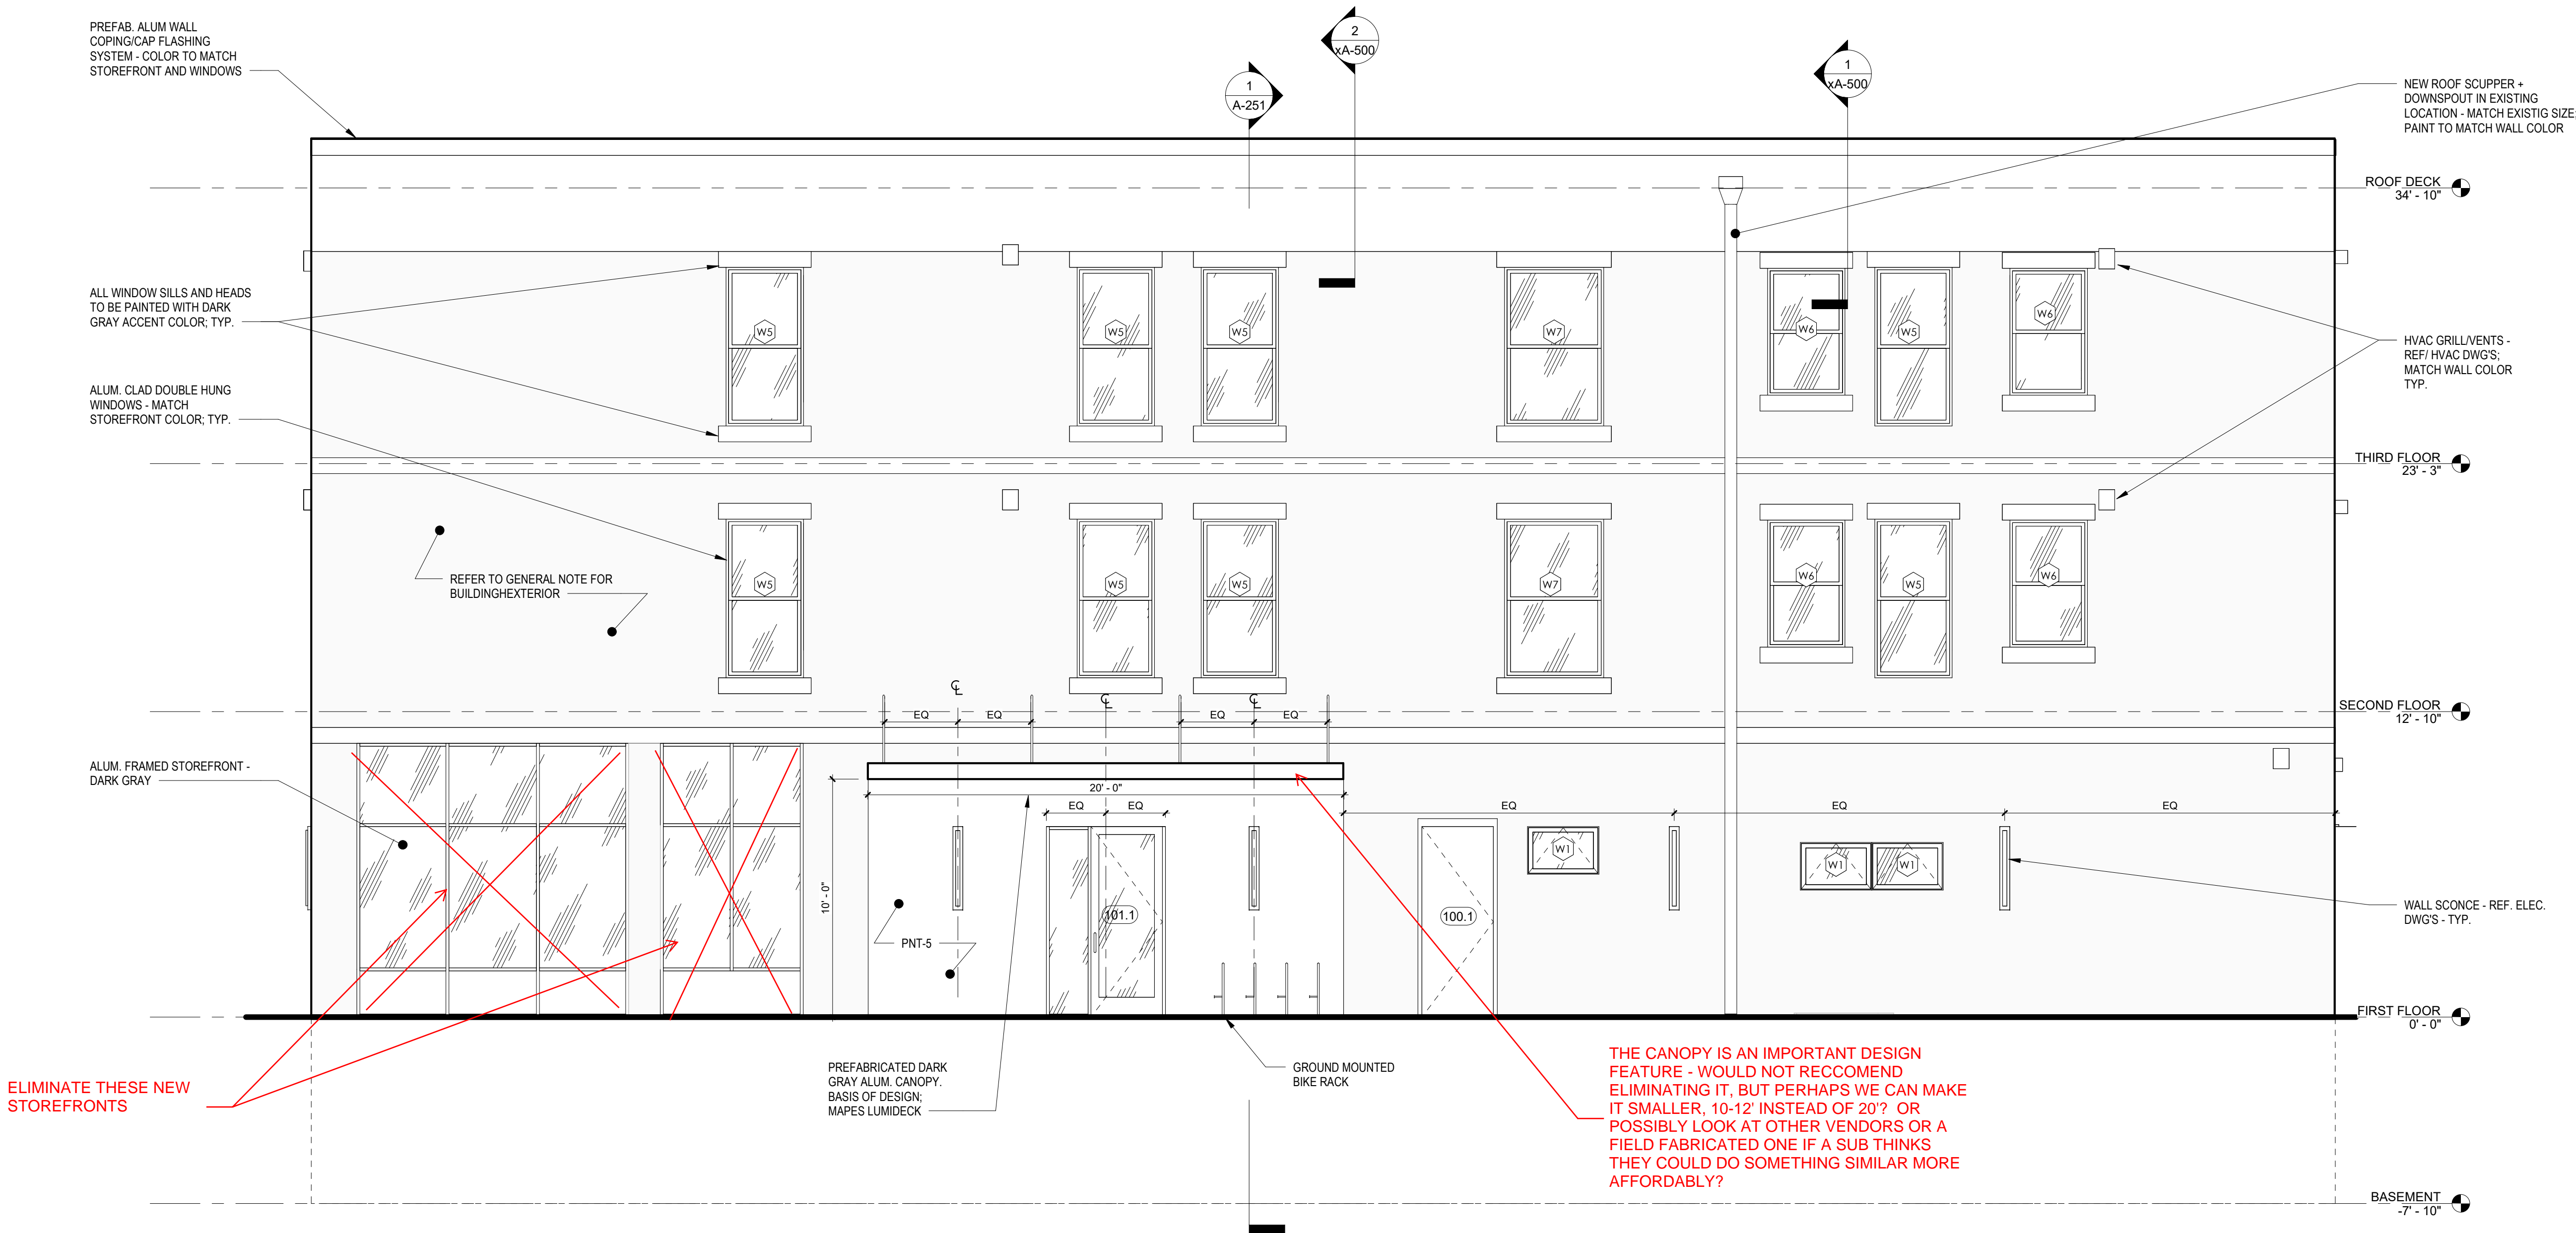 PREFAB. ALUM WALL
COPING/CAP FLASHING
SYSTEM - COLOR TO MATCH
STOREFRONT AND WINDOWS
2
xA-500
1
A-251
1
xA-500
NEW ROOF SCUPPER +
DOWNSPOUT IN EXISTING
LOCATION - MATCH EXISTIG SIZE.
PAINT TO MATCH WALL COLOR
ROOF DECK
34' - 10"
ALL WINDOW SILLS AND HEADS
TO BE PAINTED WITH DARK
GRAY ACCENT COLOR; TYP.
W5
W5
W5
W7
W6
W5
W6
HVAC GRILL/VENTS -
REF/ HVAC DWG'S;
MATCH WALL COLOR
TYP.
ALUM. CLAD DOUBLE HUNG
WINDOWS - MATCH
STOREFRONT COLOR; TYP.
THIRD FLOOR
23' - 3"
REFER TO GENERAL NOTE FOR
BUILDINGHEXTERIOR
W5
W5
W5
W7
W6
W5
W6
SECOND FLOOR
12' - 10"
EQ
EQ
EQ
EQ
ALUM. FRAMED STOREFRONT -
DARK GRAY
20' - 0"
EQ
EQ
EQ
EQ
EQ
10' - 0"
W1
W1
W1
101.1
100.1
PNT-5
WALL SCONCE - REF. ELEC.
DWG'S - TYP.
FIRST FLOOR
0' - 0"
ELIMINATE THESE NEW
STOREFRONTS
PREFABRICATED DARK
GRAY ALUM. CANOPY.
BASIS OF DESIGN;
MAPES LUMIDECK
GROUND MOUNTED
BIKE RACK
THE CANOPY IS AN IMPORTANT DESIGN
FEATURE - WOULD NOT RECCOMEND
ELIMINATING IT, BUT PERHAPS WE CAN MAKE
IT SMALLER, 10-12' INSTEAD OF 20'? OR
POSSIBLY LOOK AT OTHER VENDORS OR A
FIELD FABRICATED ONE IF A SUB THINKS
THEY COULD DO SOMETHING SIMILAR MORE
AFFORDABLY?
BASEMENT
-7' - 10"